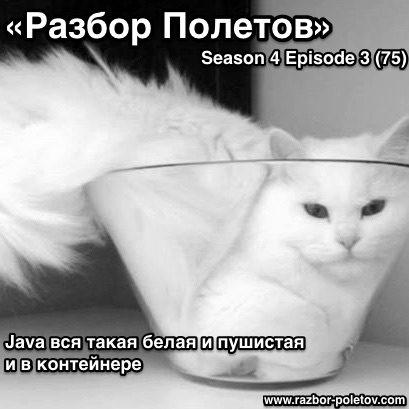 «Разбор Полетов»
Season 4 Episode 3 (75)
Java вся такая белая и пушистая
и в контейнере
www.razbor-poletov.com